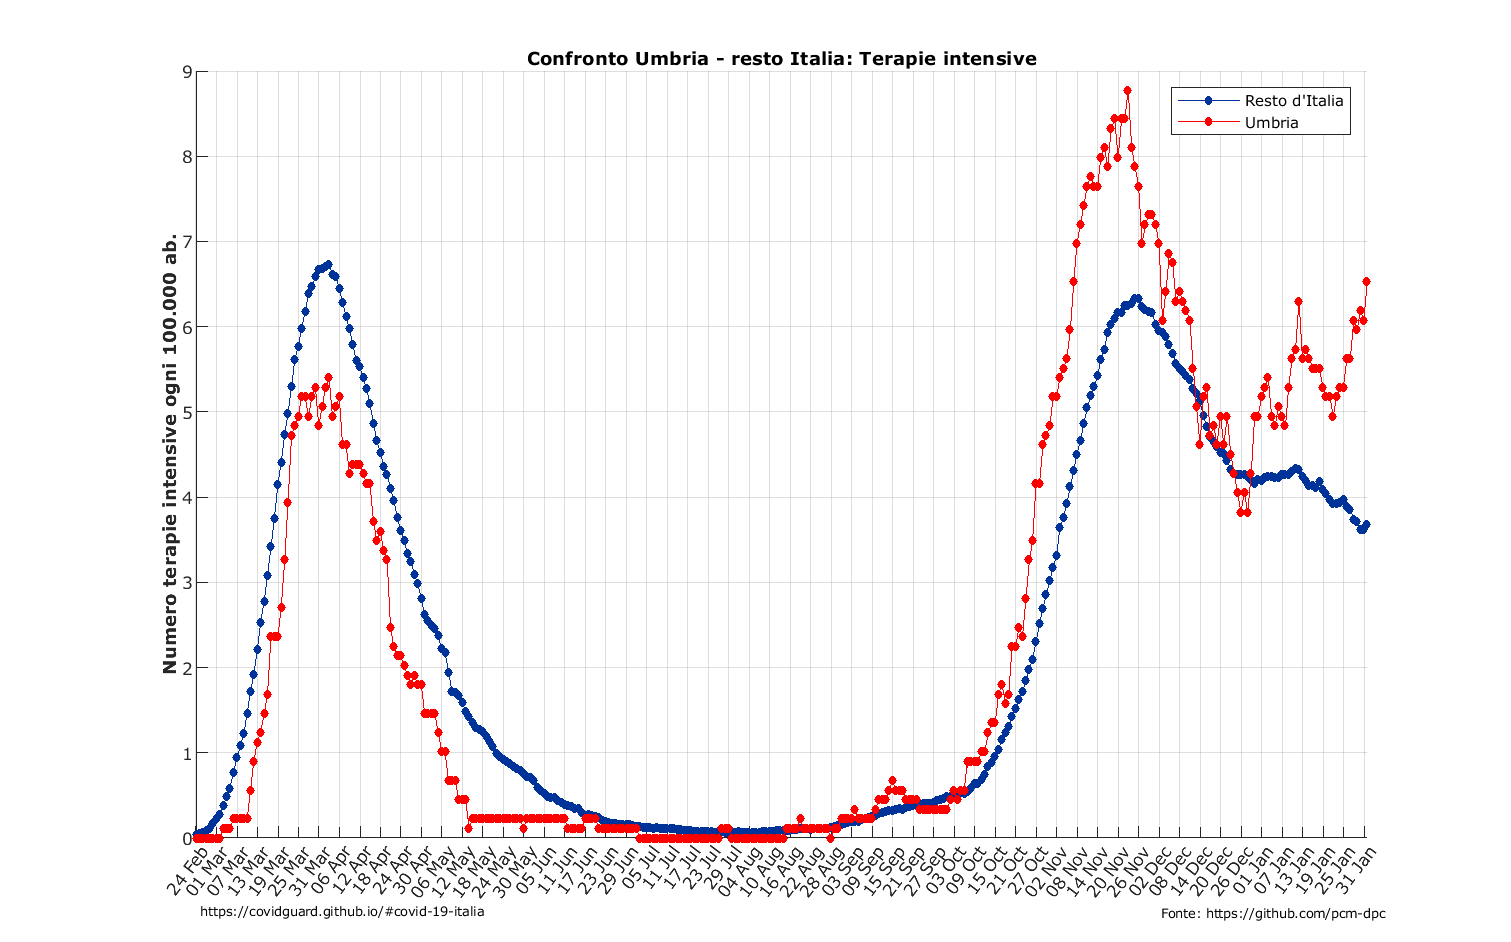 Confronto Umbria - resto Italia: Terapie intensive
Numero terapie intensive ogni 100.000 ab.
9
8
7
6
5
4
3
2
1
0
Resto d'Italia
Umbria
24 Feb
01 Mar
07 Mar
13 Mar
19 Mar
25 Mar
31 Mar
06 Apr
12 Apr
18 Apr
24 Apr
30 Apr
06 May
12 May
18 May
24 May
30 May
05 Jun
11 Jun
17 Jun
23 Jun
29 Jun
05 Jul
11 Jul
17 Jul
23 Jul
29 Jul
04 Aug
10 Aug
16 Aug
22 Aug
28 Aug
03 Sep
09 Sep
15 Sep
21 Sep
27 Sep
03 Oct
09 Oct
15 Oct
21 Oct
27 Oct
02 Nov
08 Nov
14 Nov
20 Nov
26 Nov
02 Dec
08 Dec
14 Dec
20 Dec
26 Dec
01 Jan
07 Jan
13 Jan
19 Jan
25 Jan
31 Jan
https://covidguard.github.io/#covid-19-italia
Fonte: https://github.com/pcm-dpc